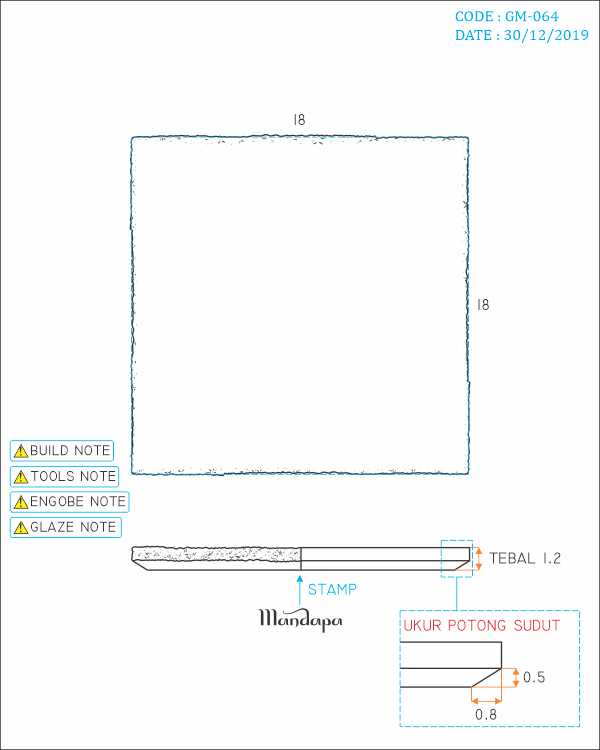 CODE : GM-064
DATE : 30/12/2019
18
18
BUILD NOTE
TOOLS NOTE
ENGOBE NOTE
GLAZE NOTE
TEBAL 1.2
STAMP
Mandapa
UKUR POTONG SUDUT
0.5
0.8